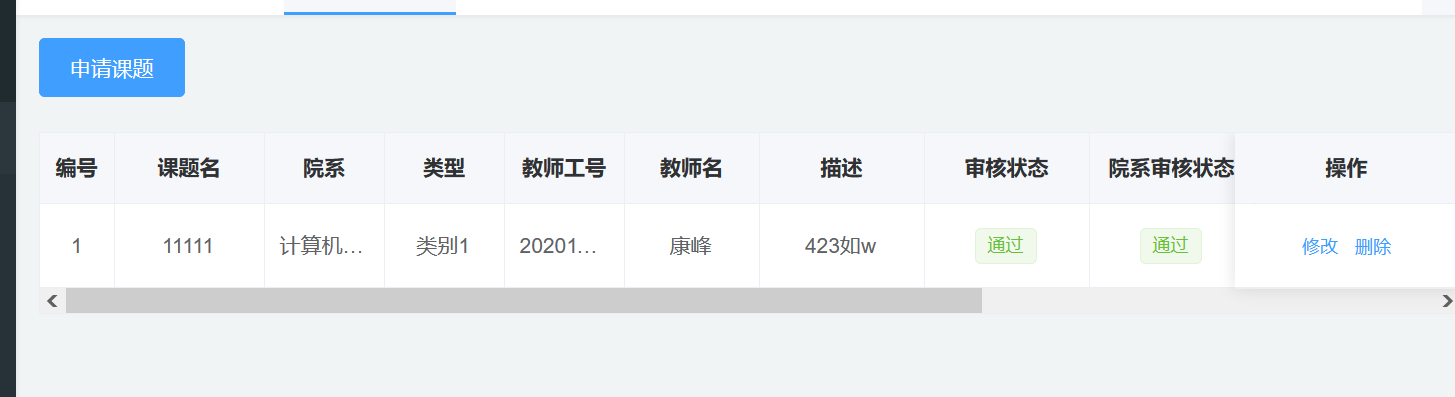 申请课题
编号 课题名 院系 类型 教师工号 教师名 描述 审核状态 院系审核状态 操作
1 11111 计算机... 类别1 20201... 康峰 423如w 通过 通过 修改 删除